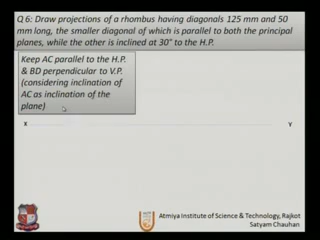 Q 6: Draw projections of a rhombus having diagonals 125 mm and 50
mm long, the smaller diagonal of which is parallel to both the principal
planes, while the other is inclined at 30° to the H.P.
Keep AC parallel to the H.P.
& BD perpendicular to V.P.
(considering inclination of
AC as inclination of the
plane)
x y
Atmiya Institute of Science & Technology, Rajkot
Satyam Chauhan